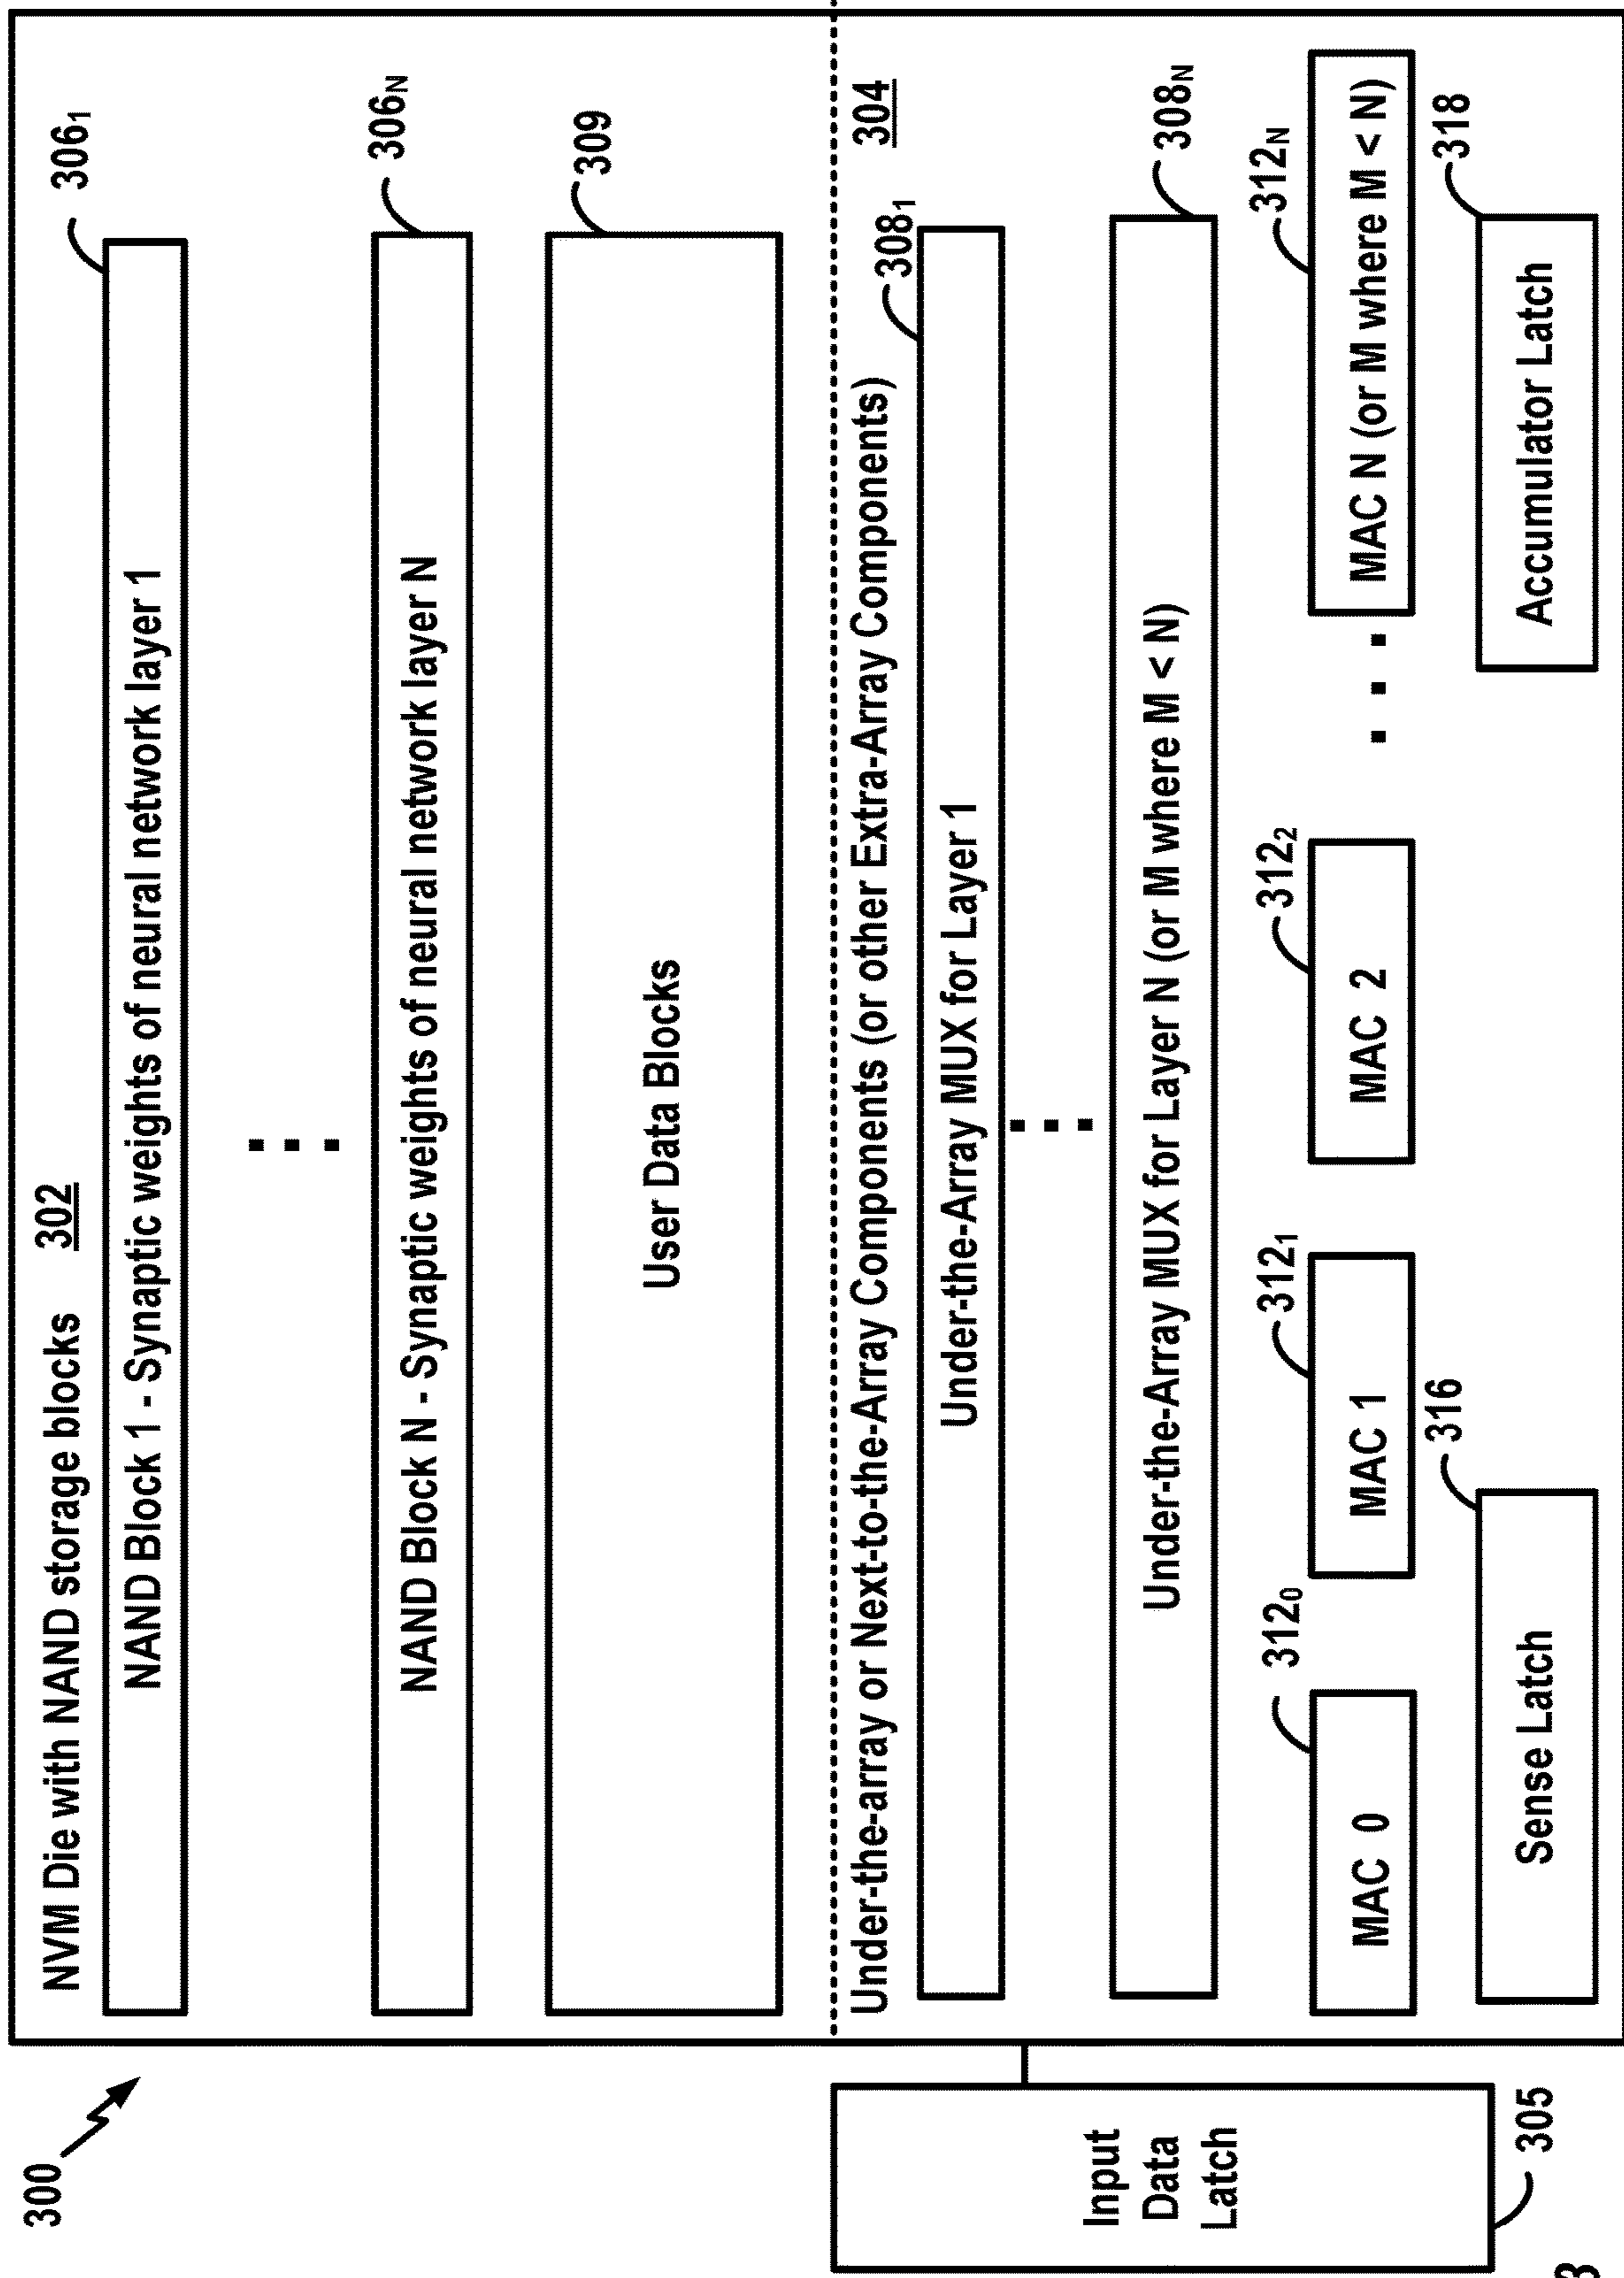 300
NVM Die with NAND storage blocks 302
306₁
NAND Block 1 - Synaptic weights of neural network layer 1
306_N
NAND Block N - Synaptic weights of neural network layer N
309
User Data Blocks
Under-the-array or Next-to-the-Array Components (or other Extra-Array Components) 304
308₁
Under-the-Array MUX for Layer 1
308_N
Under-the-Array MUX for Layer N (or M where M < N)
Input
Data
Latch
305
312₀
312₁
312₂
312_N
MAC 0
MAC 1
MAC 2
MAC N (or M where M < N)
316
318
Sense Latch
Accumulator Latch
3